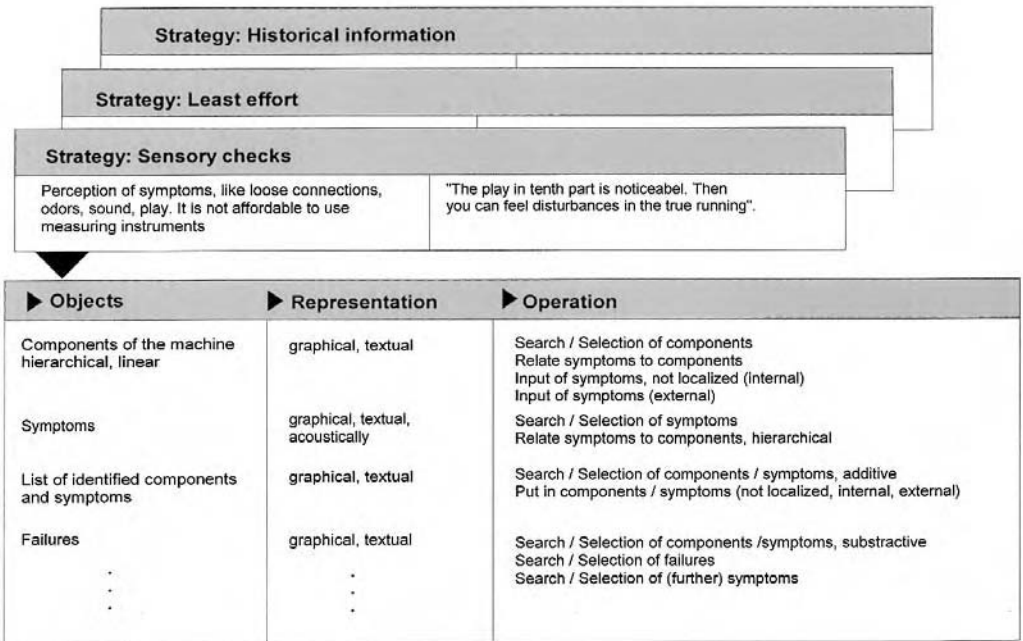 Strategy: Historical information
Strategy: Least effort
Strategy: Sensory checks
Perception of symptoms, like loose connections,
odors, sound, play. It is not affordable to use
measuring instruments
"The play in tenth part is noticeabel. Then
you can feel disturbances in the true running".
Objects
Representation
Operation
Components of the machine
hierarchical, linear
graphical, textual
Search / Selection of components
Relate symptoms to components
Input of symptoms, not localized (internal)
Input of symptoms (external)
Symptoms
graphical, textual,
acoustically
Search / Selection of symptoms
Relate symptoms to components, hierarchical
List of identified components
and symptoms
graphical, textual
Search / Selection of components / symptoms, additive
Put in components / symptoms (not localized, internal, external)
Failures
graphical, textual
Search / Selection of components /symptoms, substractive
Search / Selection of failures
Search / Selection of (further) symptoms